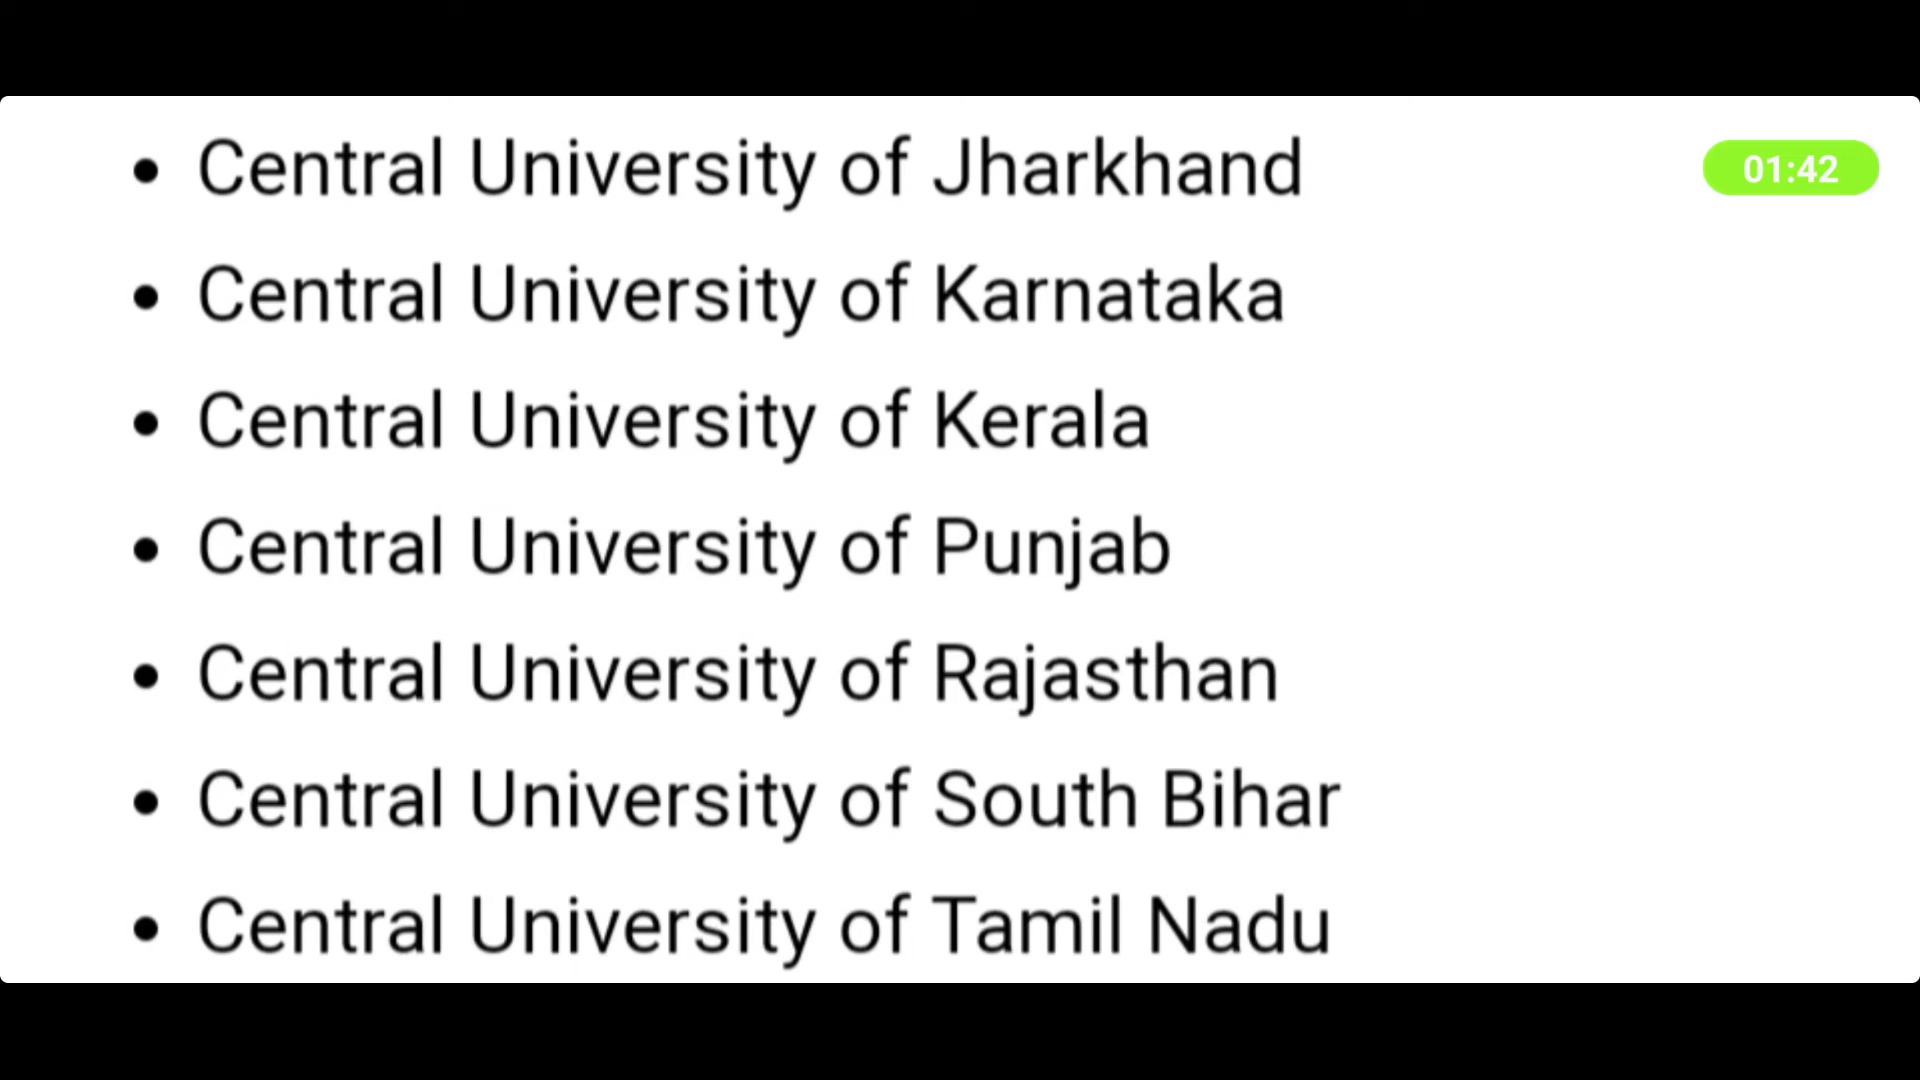 • Central University of Jharkhand
01:42
• Central University of Karnataka
• Central University of Kerala
• Central University of Punjab
• Central University of Rajasthan
• Central University of South Bihar
• Central University of Tamil Nadu